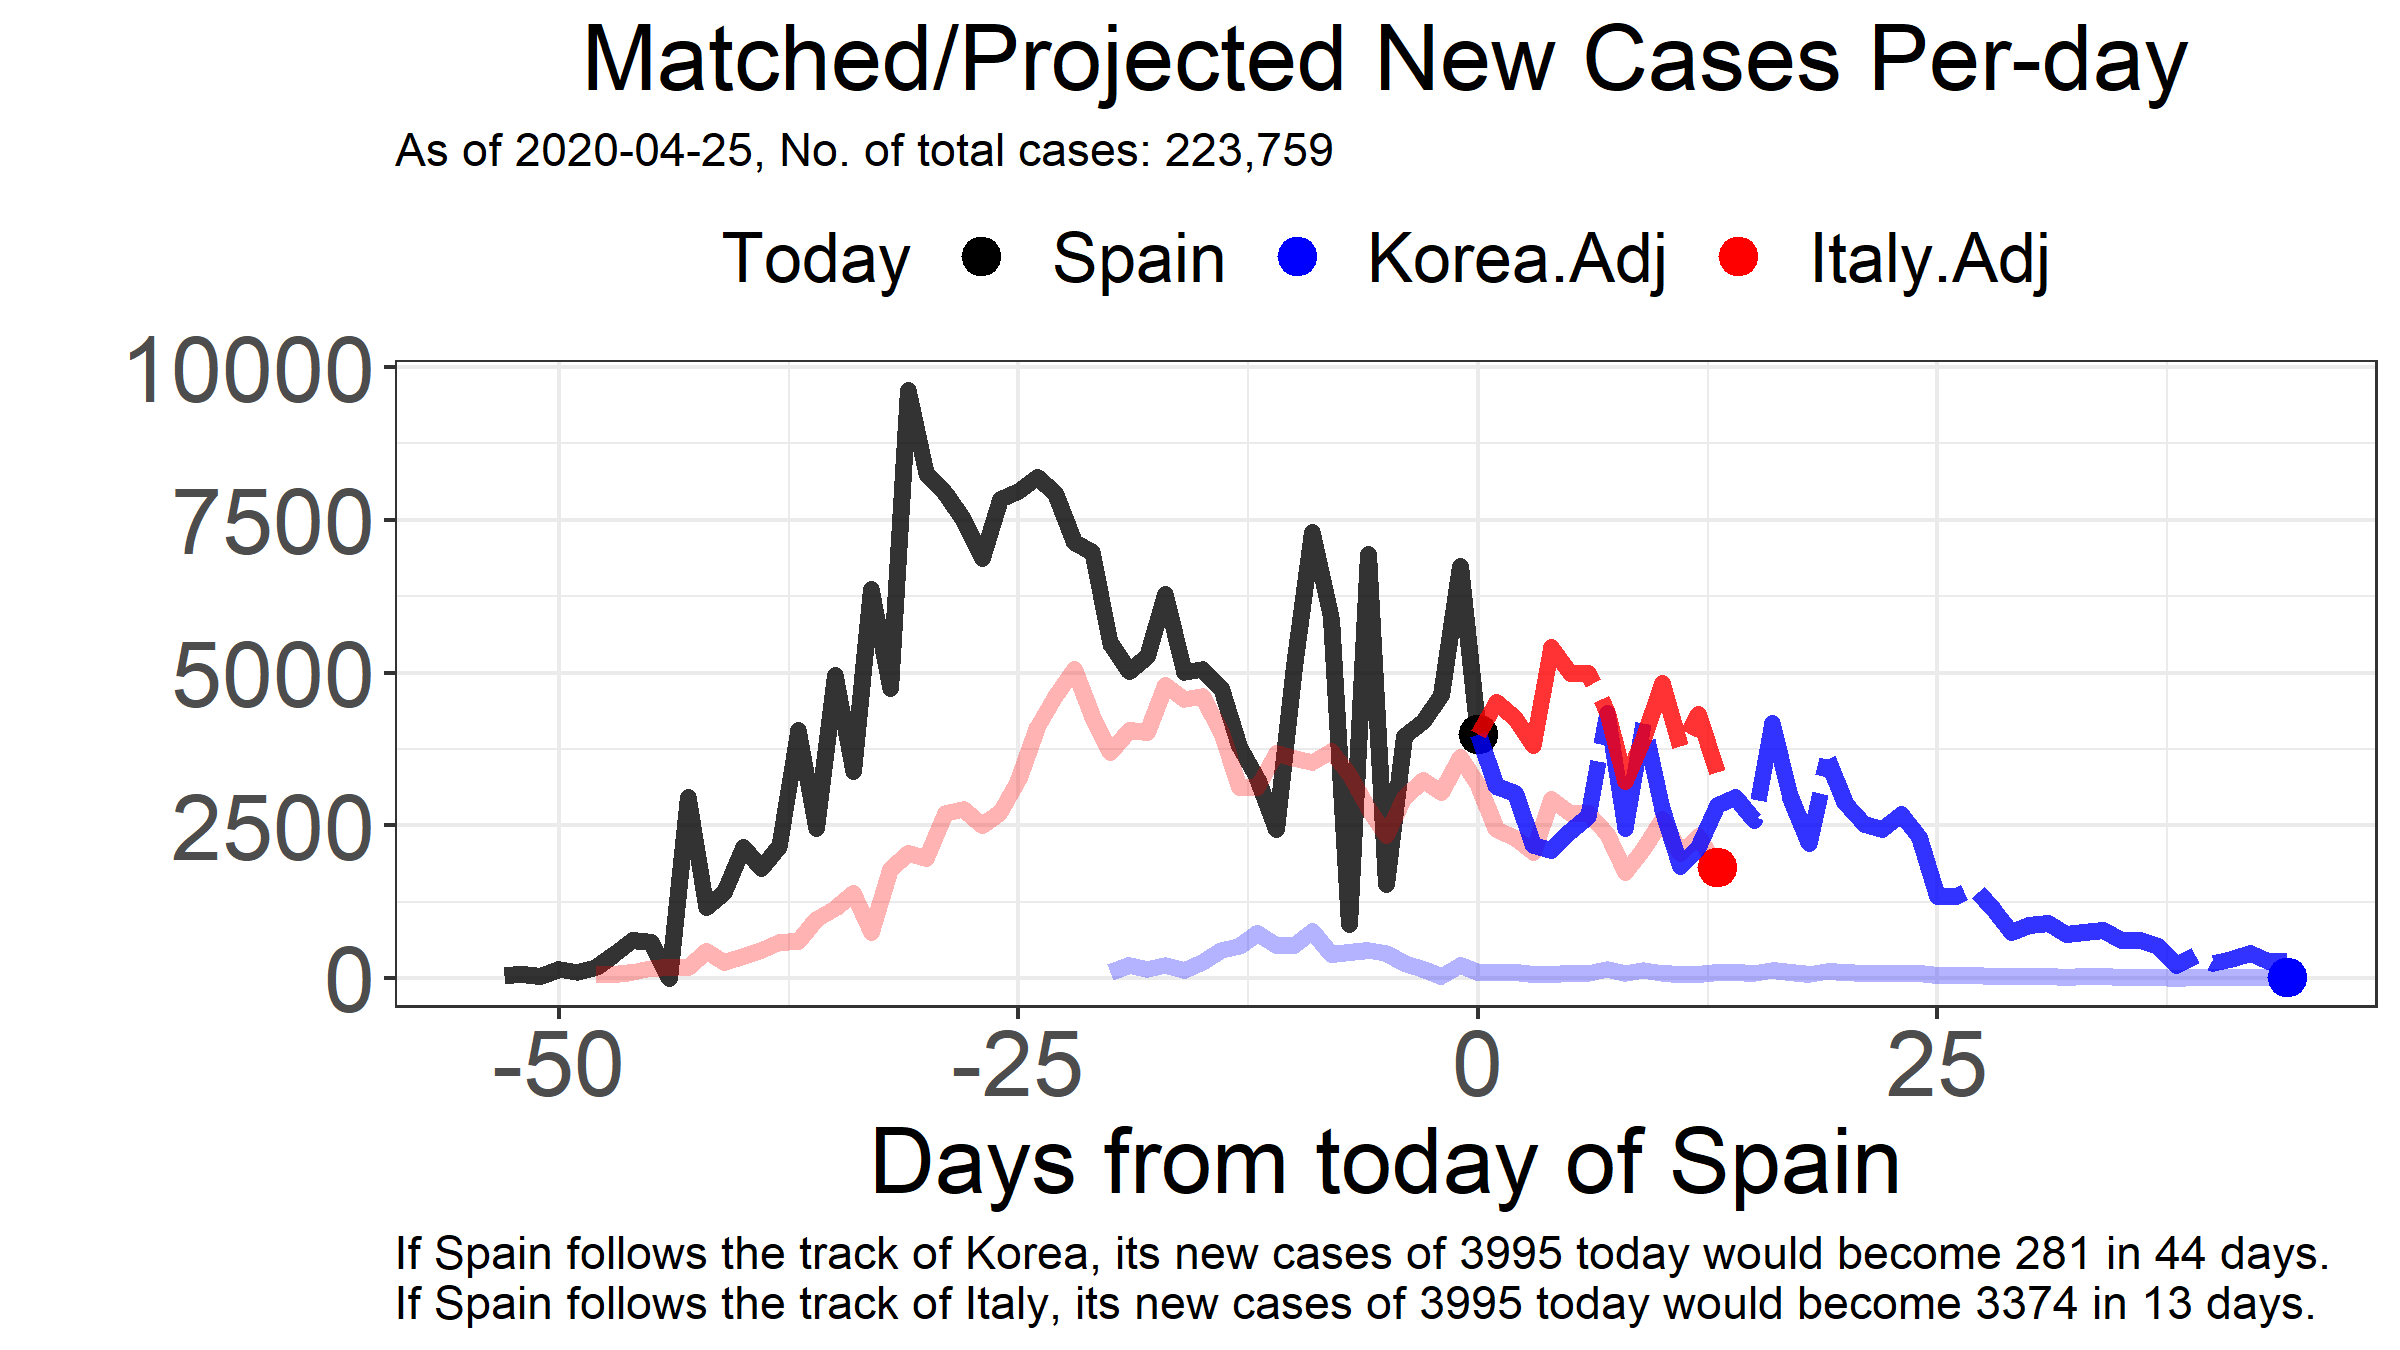 Matched/Projected New Cases Per-day
As of 2020-04-25, No. of total cases: 223,759
Today Spain Korea.Adj Italy.Adj
10000
7500
5000
2500
0
-50 -25 0 25
Days from today of Spain
If Spain follows the track of Korea, its new cases of 3995 today would become 281 in 44 days.
If Spain follows the track of Italy, its new cases of 3995 today would become 3374 in 13 days.